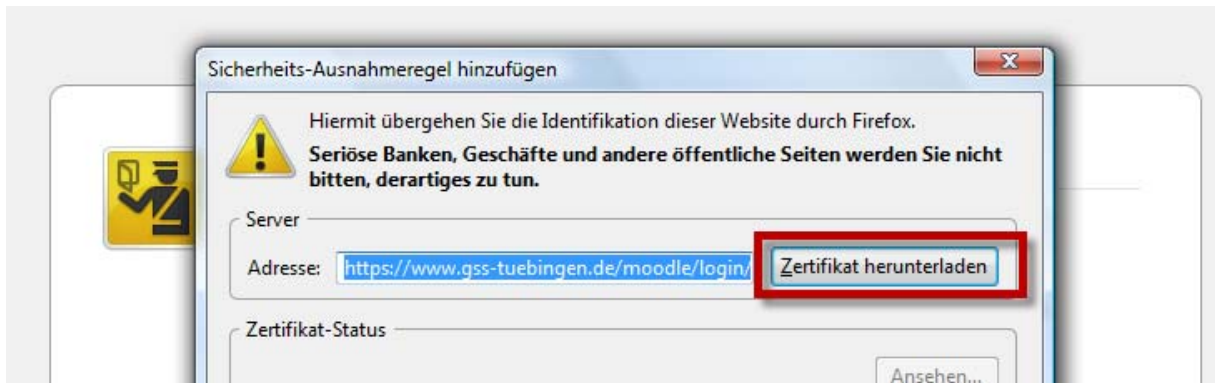 Sicherheits-Ausnahmeregel hinzufügen
Hiermit übergehen Sie die Identifikation dieser Website durch Firefox.
Seriöse Banken, Geschäfte und andere öffentliche Seiten werden Sie nicht
bitten, derartiges zu tun.
Server
Adresse: https://www.gss-tuebingen.de/moodle/login/ Zertifikat herunterladen
Zertifikat-Status
Ansehen...